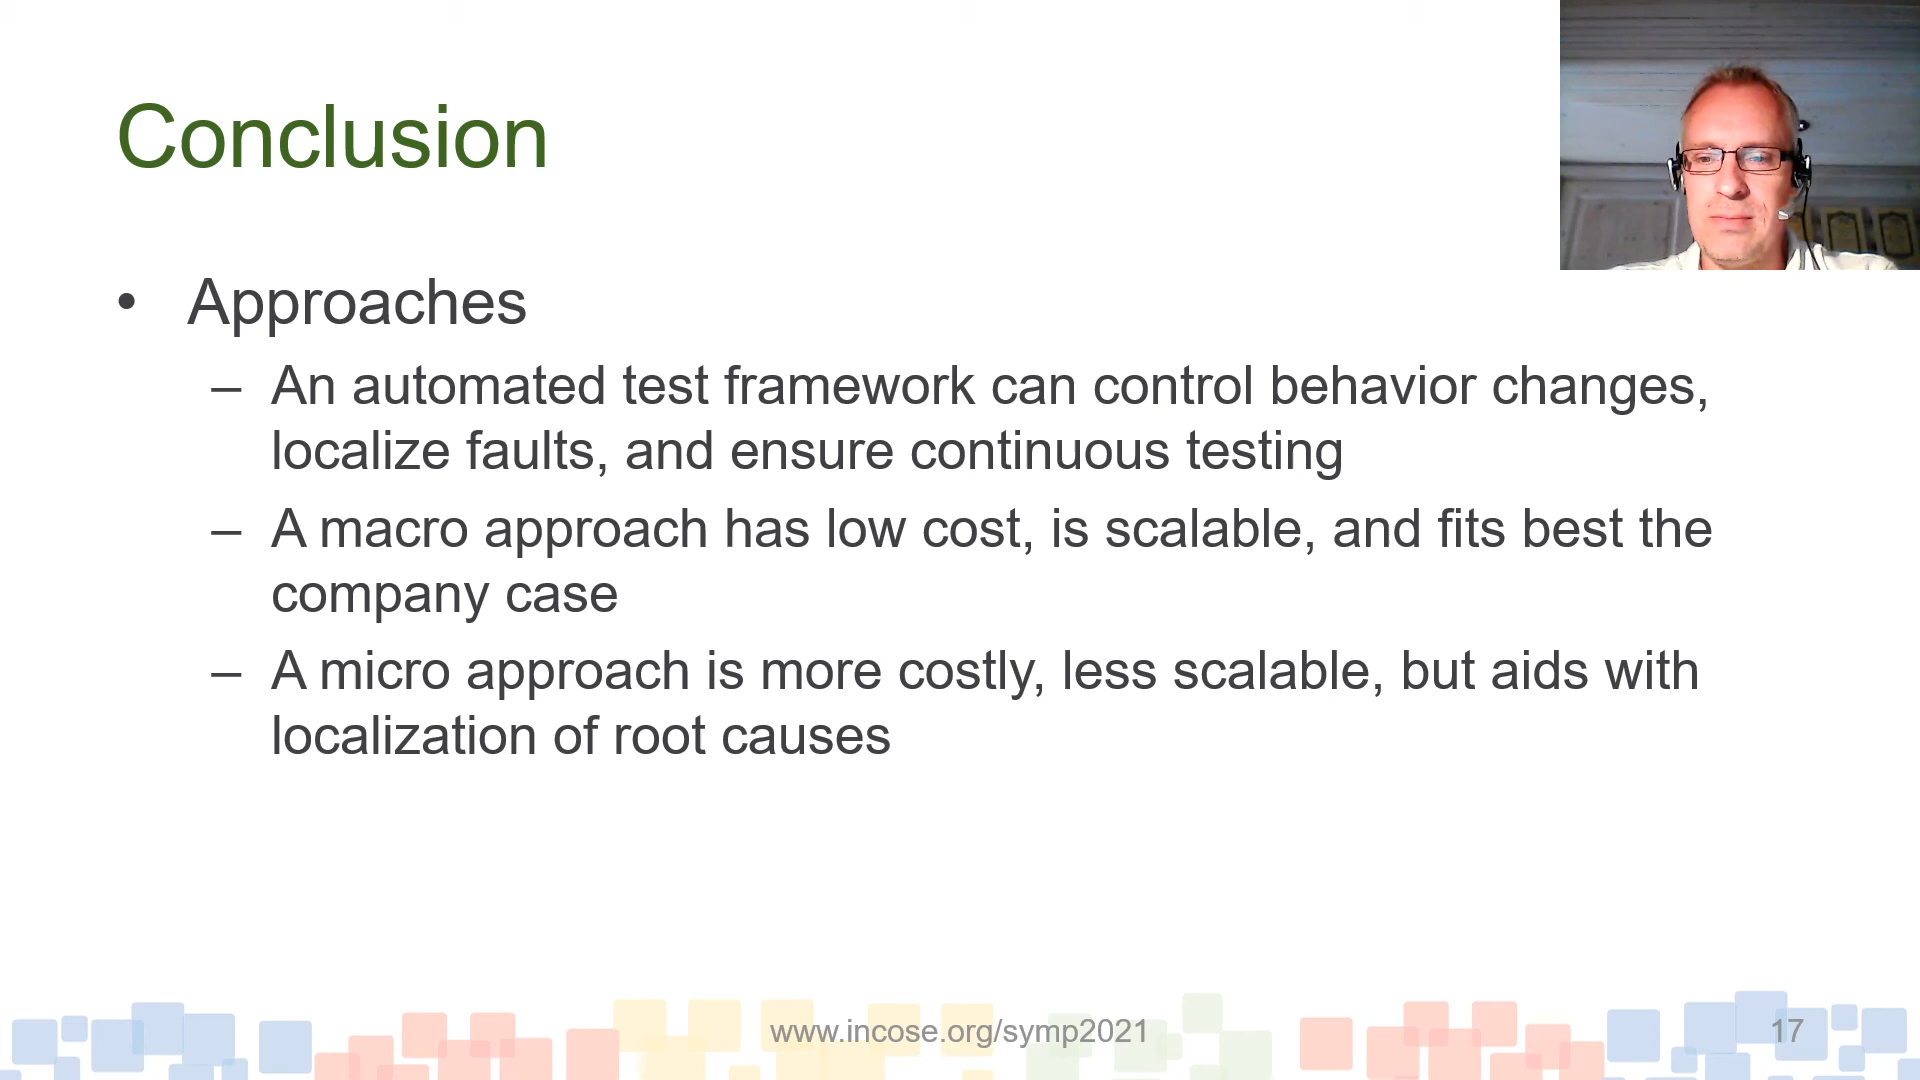 Conclusion
• Approaches
– An automated test framework can control behavior changes,
localize faults, and ensure continuous testing
– A macro approach has low cost, is scalable, and fits best the
company case
– A micro approach is more costly, less scalable, but aids with
localization of root causes
www.incose.org/symp2021
17